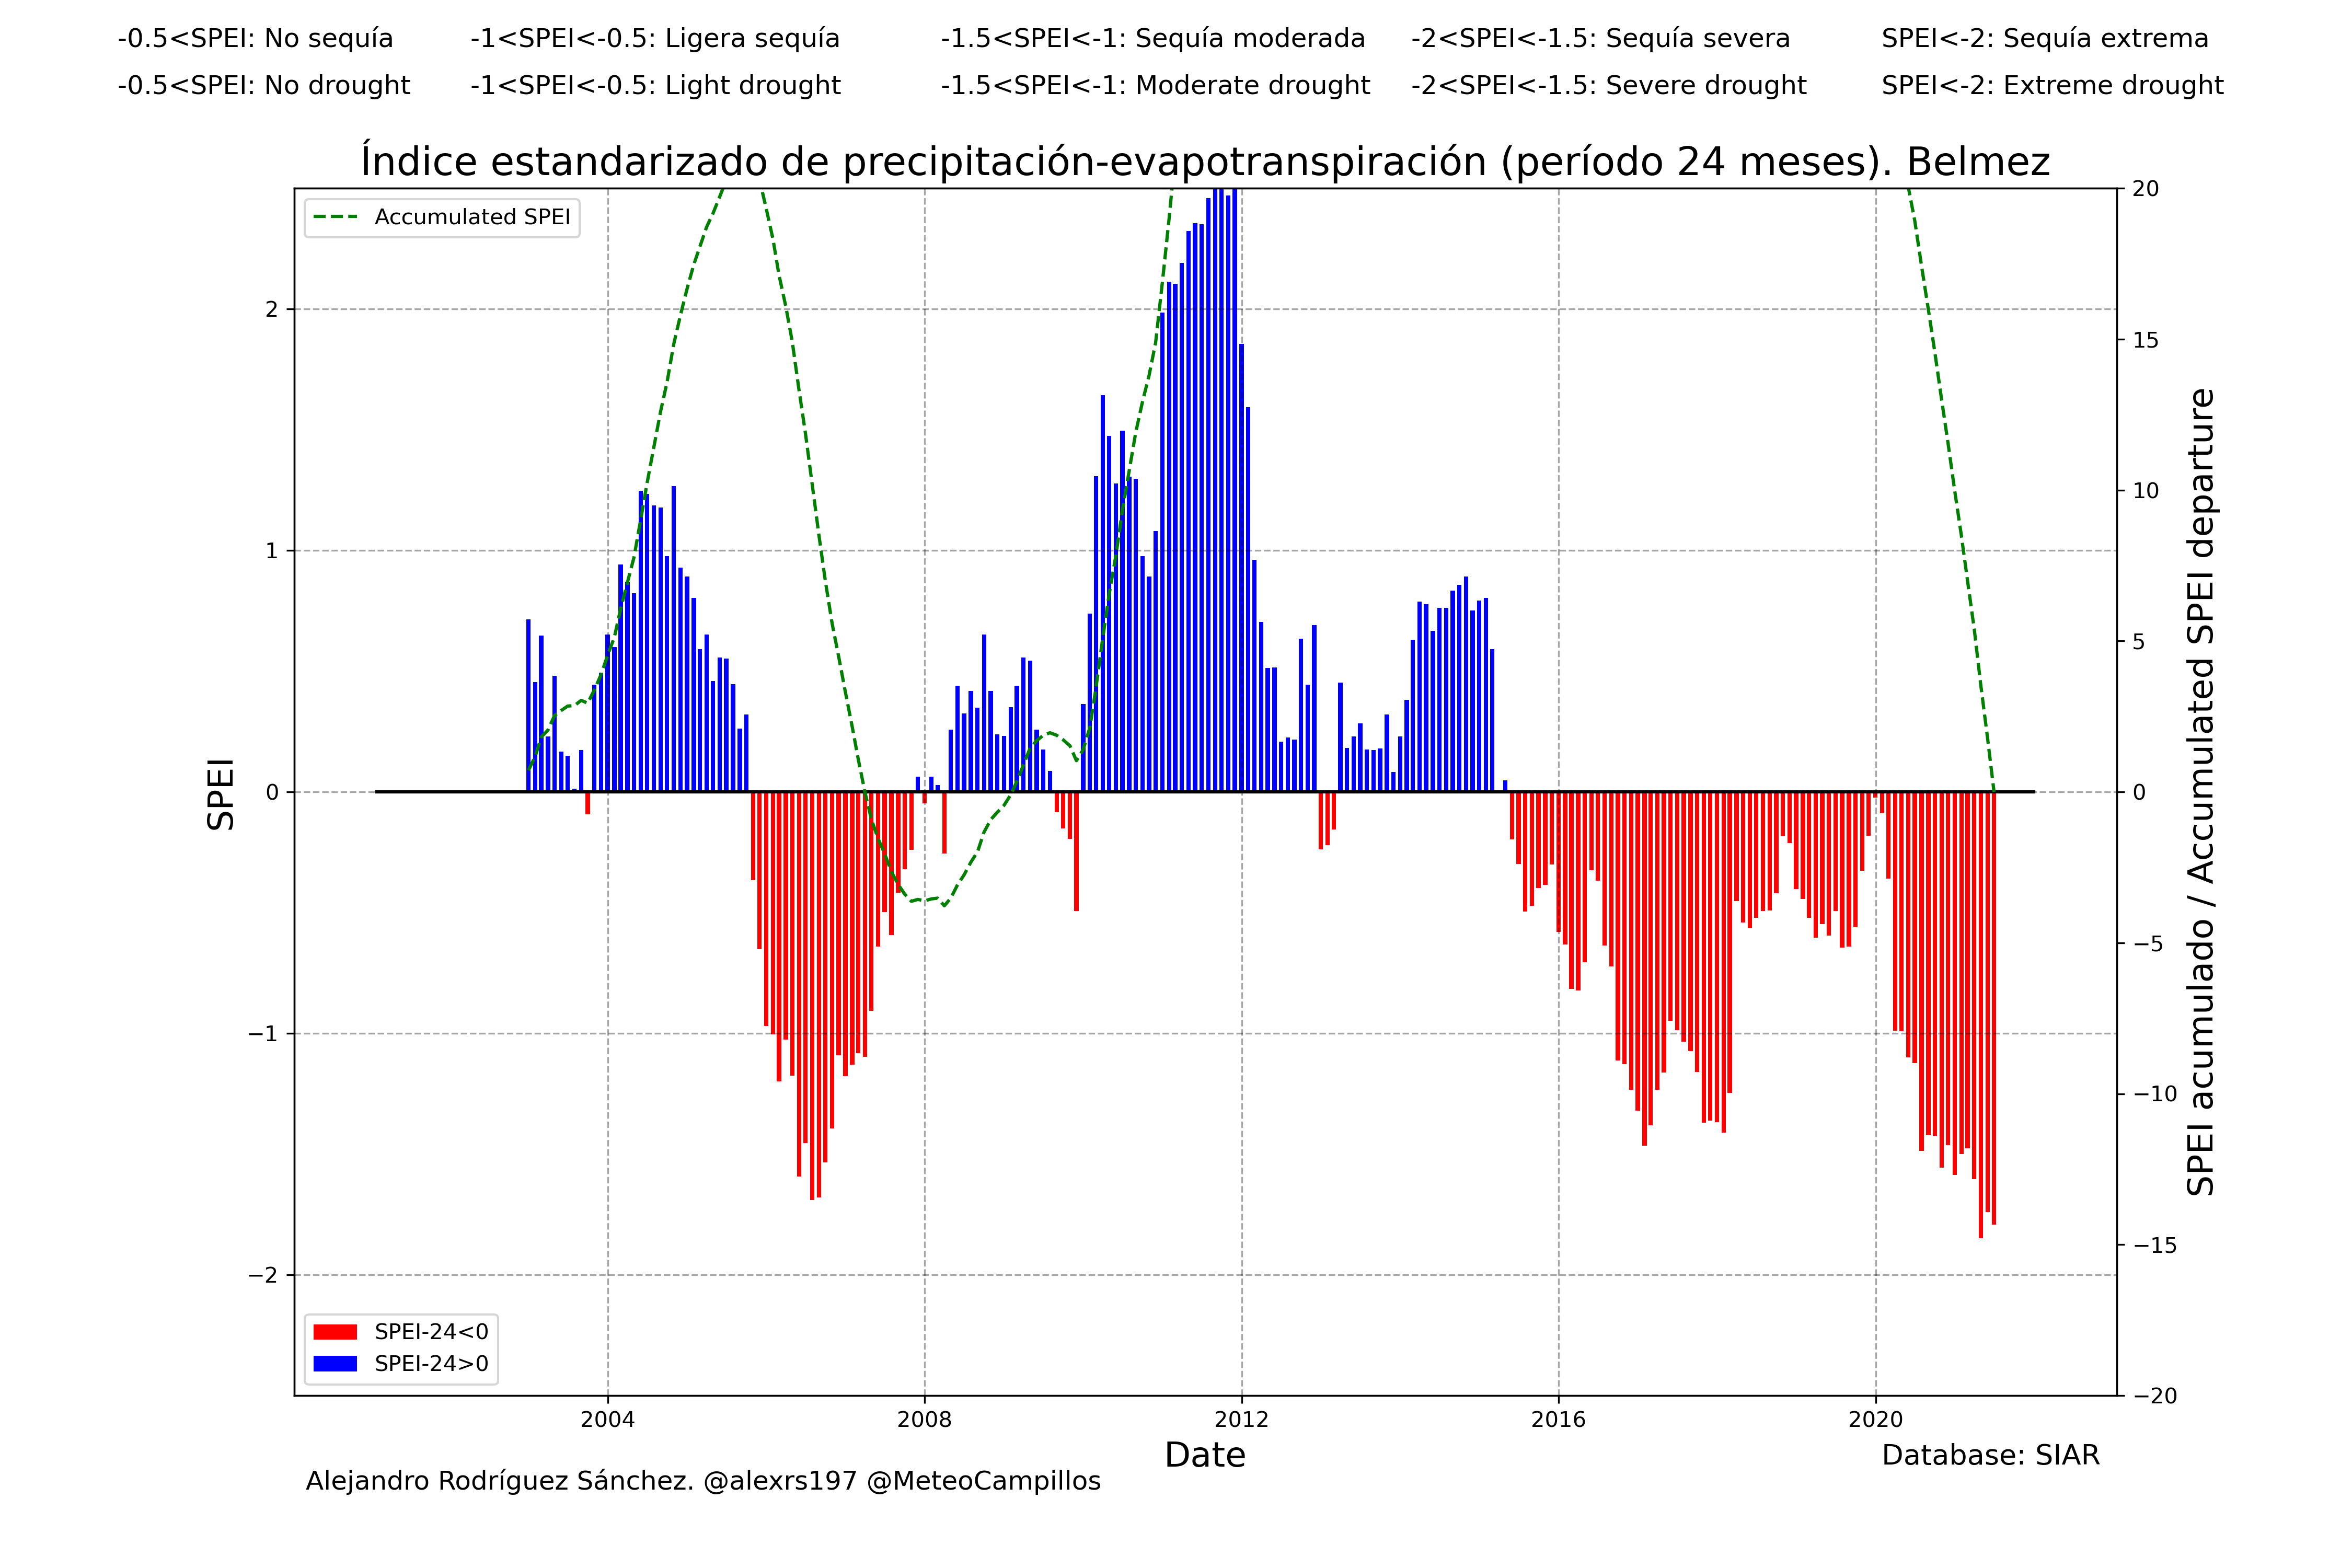 -0.5<SPEI: No sequía -1<SPEI<-0.5: Ligera sequía -1.5<SPEI<-1: Sequía moderada -2<SPEI<-1.5: Sequía severa SPEI<-2: Sequía extrema
-0.5<SPEI: No drought -1<SPEI<-0.5: Light drought -1.5<SPEI<-1: Moderate drought -2<SPEI<-1.5: Severe drought SPEI<-2: Extreme drought
Índice estandarizado de precipitación-evapotranspiración (período 24 meses). Belmez
Accumulated SPEI
2
1
0
−1
−2
SPEI
20
15
10
5
0
−5
−10
−15
−20
SPEI acumulado / Accumulated SPEI departure
SPEI-24<0
SPEI-24>0
2004 2008 2012 2016 2020
Date
Database: SIAR
Alejandro Rodríguez Sánchez. @alexrs197 @MeteoCampillos